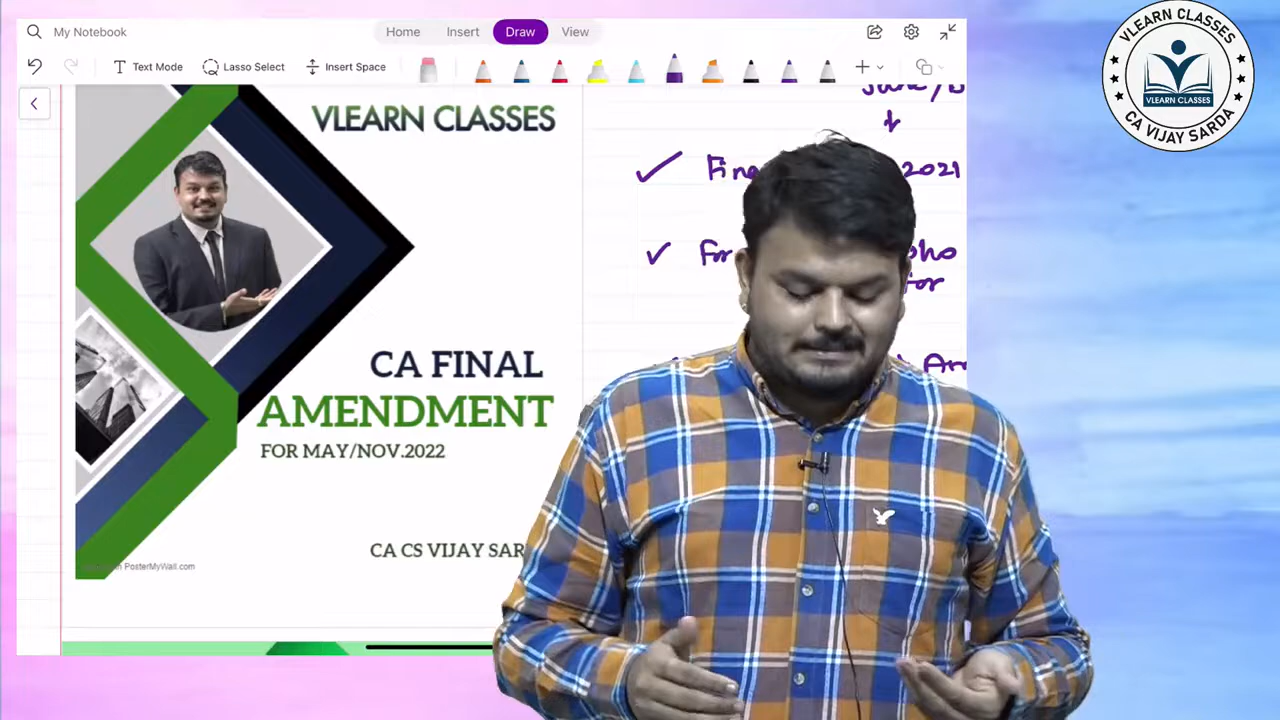 My Notebook
Home
Insert
Draw
View
Text Mode
Lasso Select
Insert Space
VLEARN CLASSES
2021
CA FINAL
AMENDMENT
FOR MAY/NOV.2022
CA CS VIJAY SAR
PosterMyWall.com
VLEARN CLASSES
VLEARN CLASSES
CA VIJAY SARDA